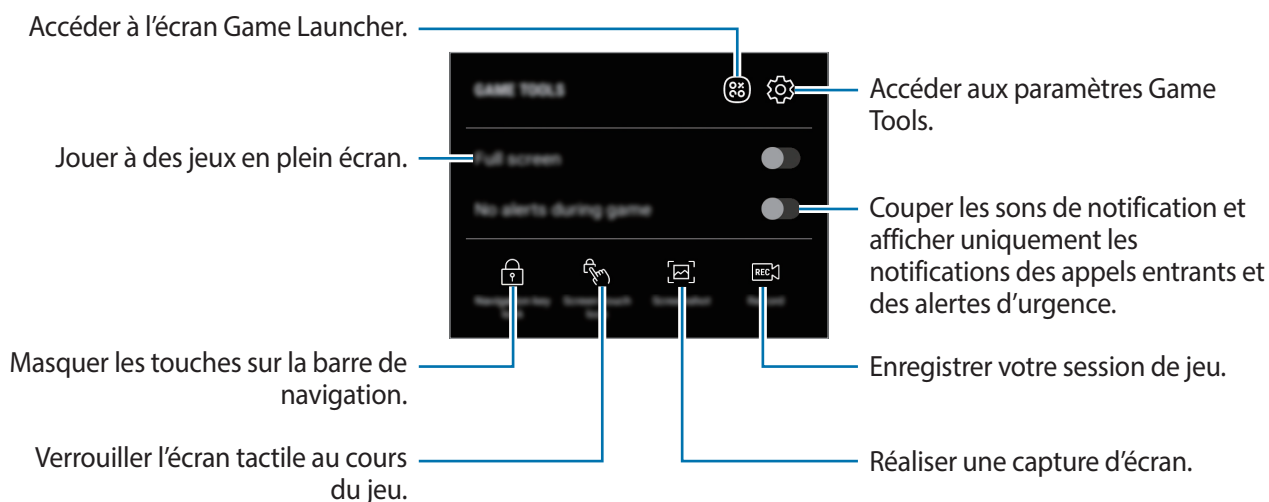 Accéder à l’écran Game Launcher.
GAME TOOLS
Accéder aux paramètres Game
Tools.
Jouer à des jeux en plein écran.
Full screen
No alerts during game
Couper les sons de notification et
afficher uniquement les
notifications des appels entrants et
des alertes d’urgence.
REC
Masquer les touches sur la barre de
navigation.
Enregistrer votre session de jeu.
Verrouiller l’écran tactile au cours
du jeu.
Réaliser une capture d’écran.